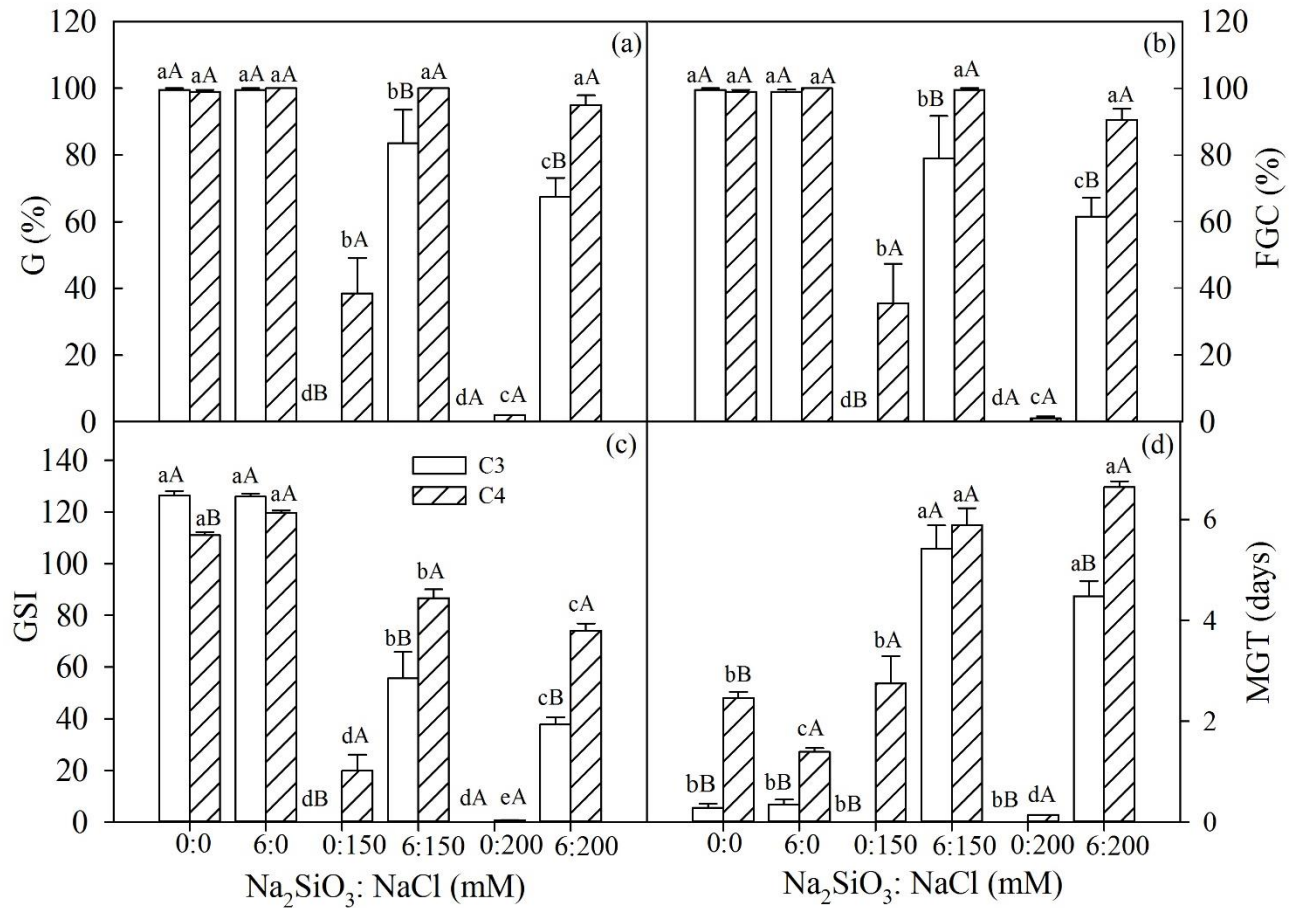 120
100
80
60
40
20
0
G (%)
(a)
aA aA aA aA dB bA bB aA dA cA cB aA
(b)
aA aA aA aA dB bA bB aA dA cA cB aA
120
100
80
60
40
20
0
FGC (%)
140
120
100
80
60
40
20
0
GSI
(c)
C3
C4
aA aB aA aA dB dA bB bA dA eA cB cA
(d)
bB bB bB cA bB bA aA aA bB dA aB aA
6
4
2
0
MGT (days)
0:0 6:0 0:150 6:150 0:200 6:200
0:0 6:0 0:150 6:150 0:200 6:200
Na₂SiO₃: NaCl (mM)
Na₂SiO₃: NaCl (mM)